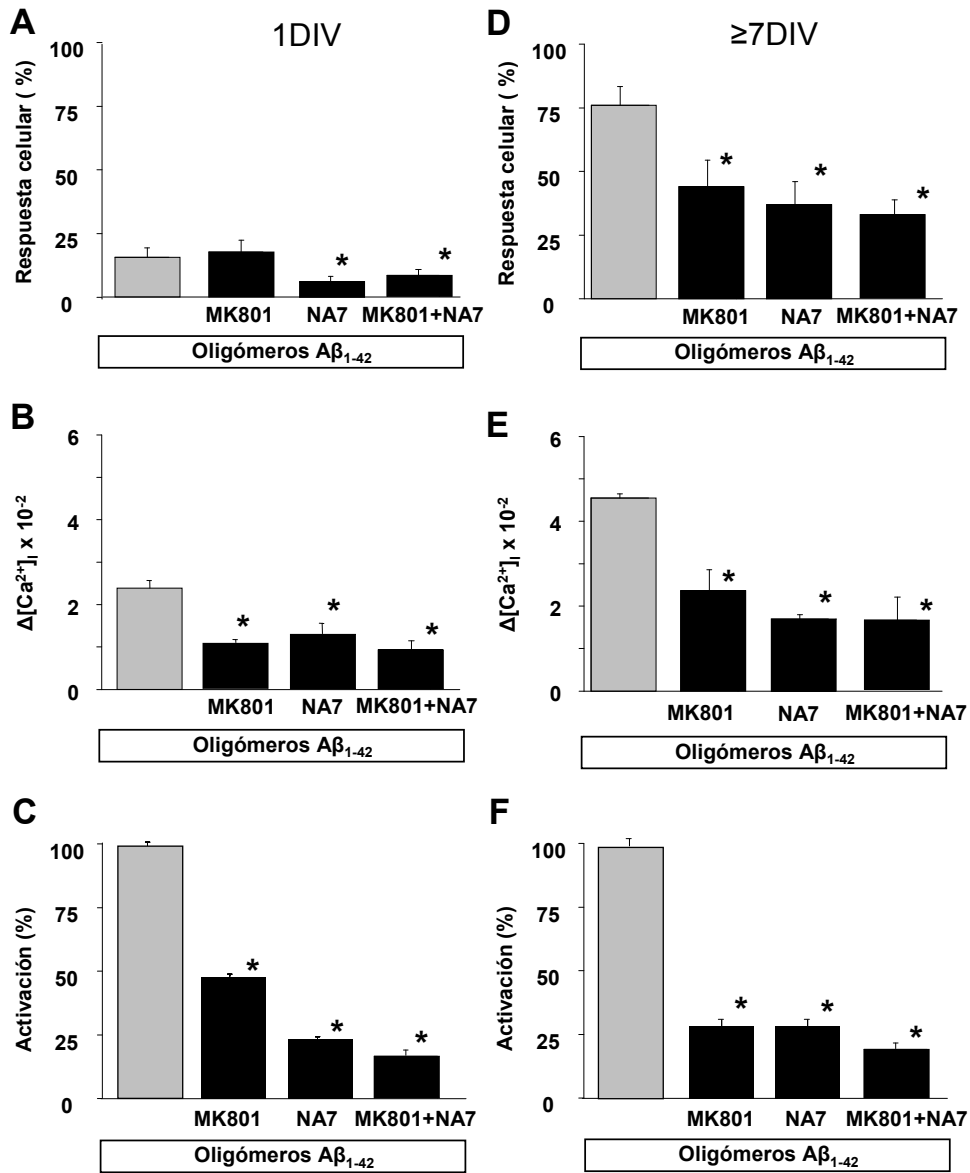 A
1DIV
Respuesta celular ( %)
100
75
50
25
0
*
*
MK801 NA7 MK801+NA7
Oligómeros Aβ1-42
D
≥7DIV
Respuesta celular ( %)
100
75
50
25
0
*
*
*
MK801 NA7 MK801+NA7
Oligómeros Aβ1-42
B
Δ[Ca2+]I x 10-2
6
4
2
0
*
*
*
MK801 NA7 MK801+NA7
Oligómeros Aβ1-42
E
Δ[Ca2+]I x 10-2
6
4
2
0
*
*
*
MK801 NA7 MK801+NA7
Oligómeros Aβ1-42
C
Activación (%)
100
75
50
25
0
*
*
*
MK801 NA7 MK801+NA7
Oligómeros Aβ1-42
F
Activación (%)
100
75
50
25
0
*
*
*
MK801 NA7 MK801+NA7
Oligómeros Aβ1-42